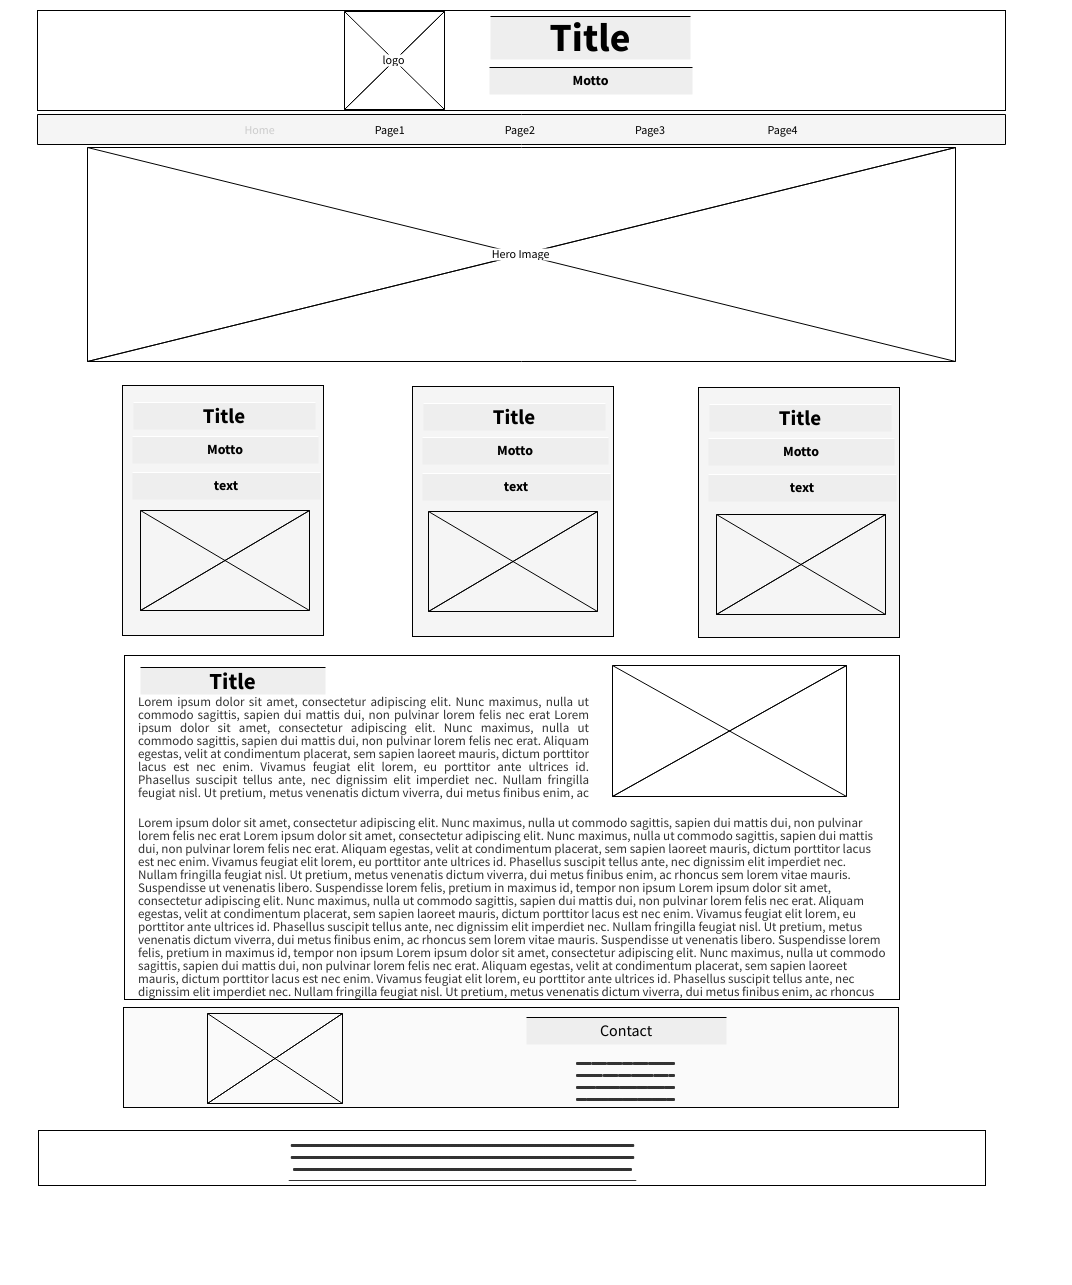 logo
Title
Motto
Home Page1 Page2 Page3 Page4
Hero Image
Title
Motto
text
Title
Motto
text
Title
Motto
text
Title
Lorem ipsum dolor sit amet, consectetur adipiscing elit. Nunc maximus, nulla ut
commodo sagittis, sapien dui mattis dui, non pulvinar lorem felis nec erat Lorem
ipsum dolor sit amet, consectetur adipiscing elit. Nunc maximus, nulla ut
commodo sagittis, sapien dui mattis dui, non pulvinar lorem felis nec erat. Aliquam
egestas, velit at condimentum placerat, sem sapien laoreet mauris, dictum porttitor
lacus est nec enim. Vivamus feugiat elit lorem, eu porttitor ante ultrices id.
Phasellus suscipit tellus ante, nec dignissim elit imperdiet nec. Nullam fringilla
feugiat nisl. Ut pretium, metus venenatis dictum viverra, dui metus finibus enim, ac
Lorem ipsum dolor sit amet, consectetur adipiscing elit. Nunc maximus, nulla ut commodo sagittis, sapien dui mattis dui, non pulvinar
lorem felis nec erat Lorem ipsum dolor sit amet, consectetur adipiscing elit. Nunc maximus, nulla ut commodo sagittis, sapien dui mattis
dui, non pulvinar lorem felis nec erat. Aliquam egestas, velit at condimentum placerat, sem sapien laoreet mauris, dictum porttitor lacus
est nec enim. Vivamus feugiat elit lorem, eu porttitor ante ultrices id. Phasellus suscipit tellus ante, nec dignissim elit imperdiet nec.
Nullam fringilla feugiat nisl. Ut pretium, metus venenatis dictum viverra, dui metus finibus enim, ac rhoncus sem lorem vitae mauris.
Suspendisse ut venenatis libero. Suspendisse lorem felis, pretium in maximus id, tempor non ipsum Lorem ipsum dolor sit amet,
consectetur adipiscing elit. Nunc maximus, nulla ut commodo sagittis, sapien dui mattis dui, non pulvinar lorem felis nec erat. Aliquam
egestas, velit at condimentum placerat, sem sapien laoreet mauris, dictum porttitor lacus est nec enim. Vivamus feugiat elit lorem, eu
porttitor ante ultrices id. Phasellus suscipit tellus ante, nec dignissim elit imperdiet nec. Nullam fringilla feugiat nisl. Ut pretium, metus
venenatis dictum viverra, dui metus finibus enim, ac rhoncus sem lorem vitae mauris. Suspendisse ut venenatis libero. Suspendisse lorem
felis, pretium in maximus id, tempor non ipsum Lorem ipsum dolor sit amet, consectetur adipiscing elit. Nunc maximus, nulla ut commodo
sagittis, sapien dui mattis dui, non pulvinar lorem felis nec erat. Aliquam egestas, velit at condimentum placerat, sem sapien laoreet
mauris, dictum porttitor lacus est nec enim. Vivamus feugiat elit lorem, eu porttitor ante ultrices id. Phasellus suscipit tellus ante, nec
dignissim elit imperdiet nec. Nullam fringilla feugiat nisl. Ut pretium, metus venenatis dictum viverra, dui metus finibus enim, ac rhoncus
Contact